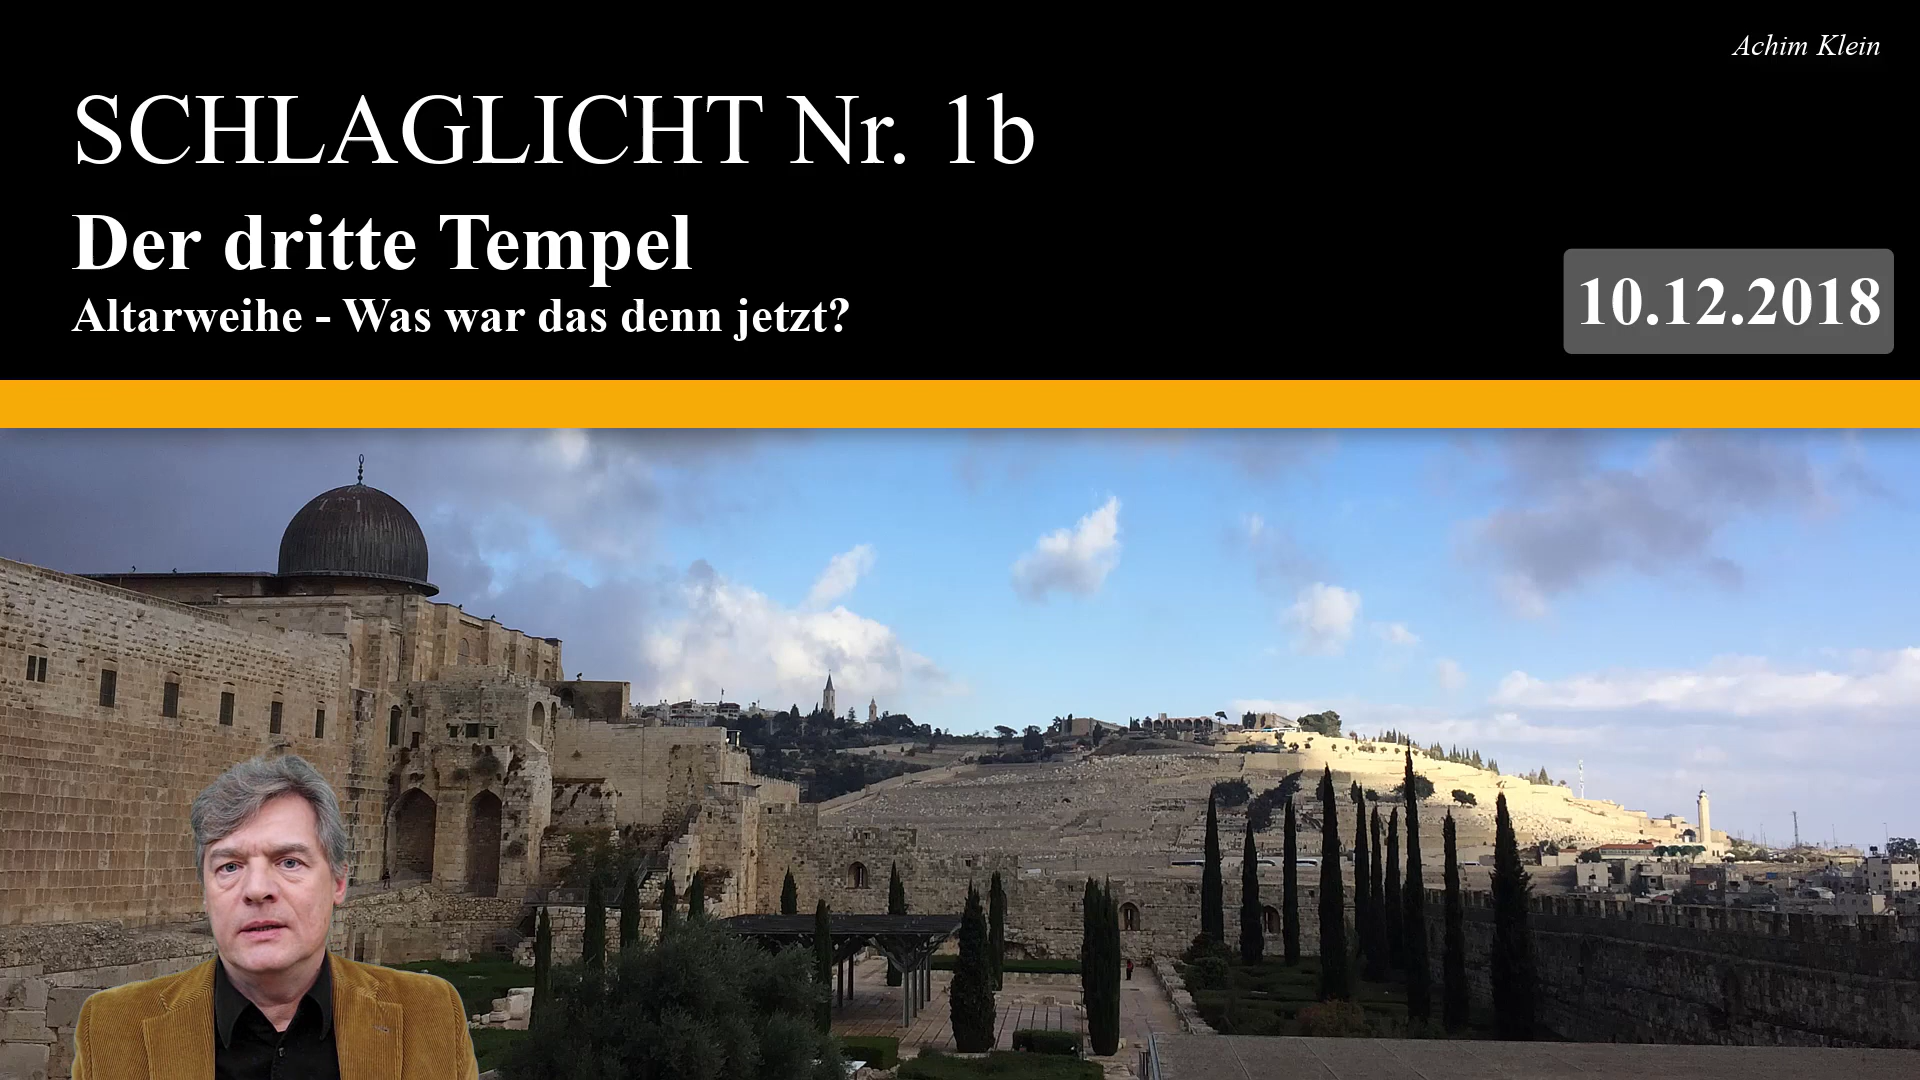 Achim Klein
SCHLAGLICHT Nr. 1b
Der dritte Tempel
Altarweihe - Was war das denn jetzt?
10.12.2018